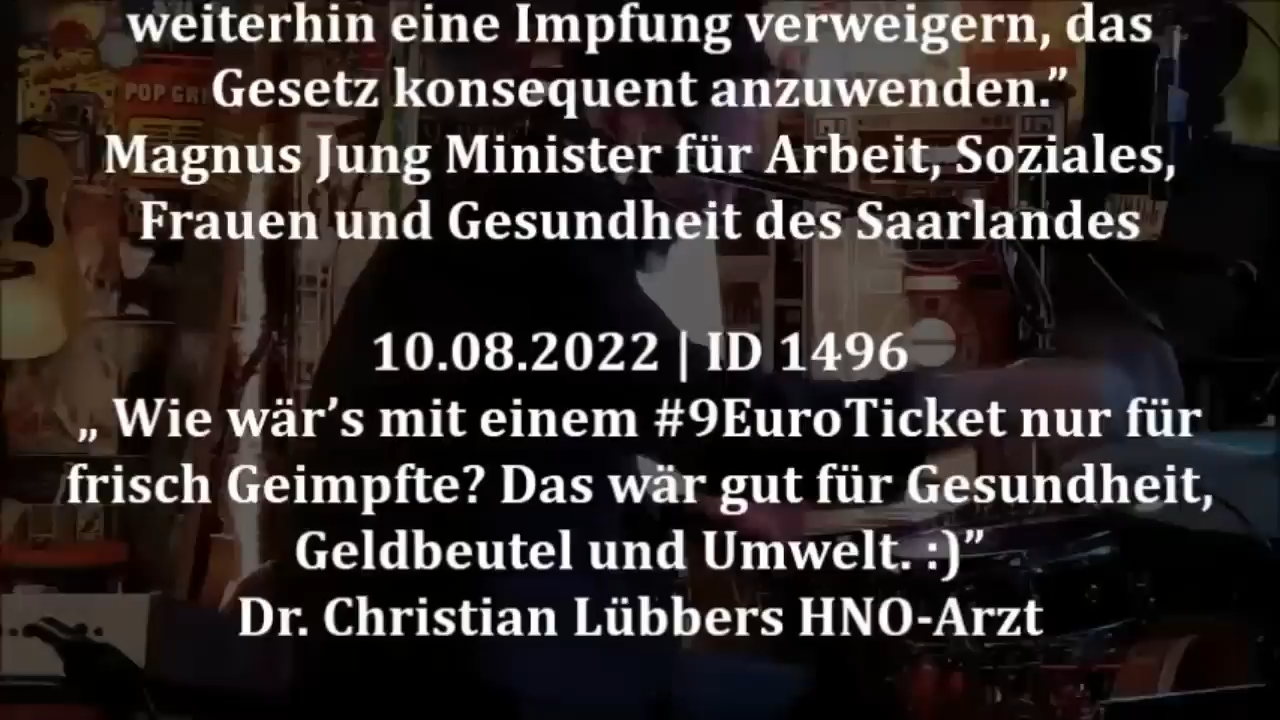 weiterhin eine Impfung verweigern, das
Gesetz konsequent anzuwenden.”
Magnus Jung Minister für Arbeit, Soziales,
Frauen und Gesundheit des Saarlandes
10.08.2022 | ID 1496
„ Wie wär’s mit einem #9EuroTicket nur für
frisch Geimpfte? Das wär gut für Gesundheit,
Geldbeutel und Umwelt. :)”
Dr. Christian Lübbers HNO-Arzt